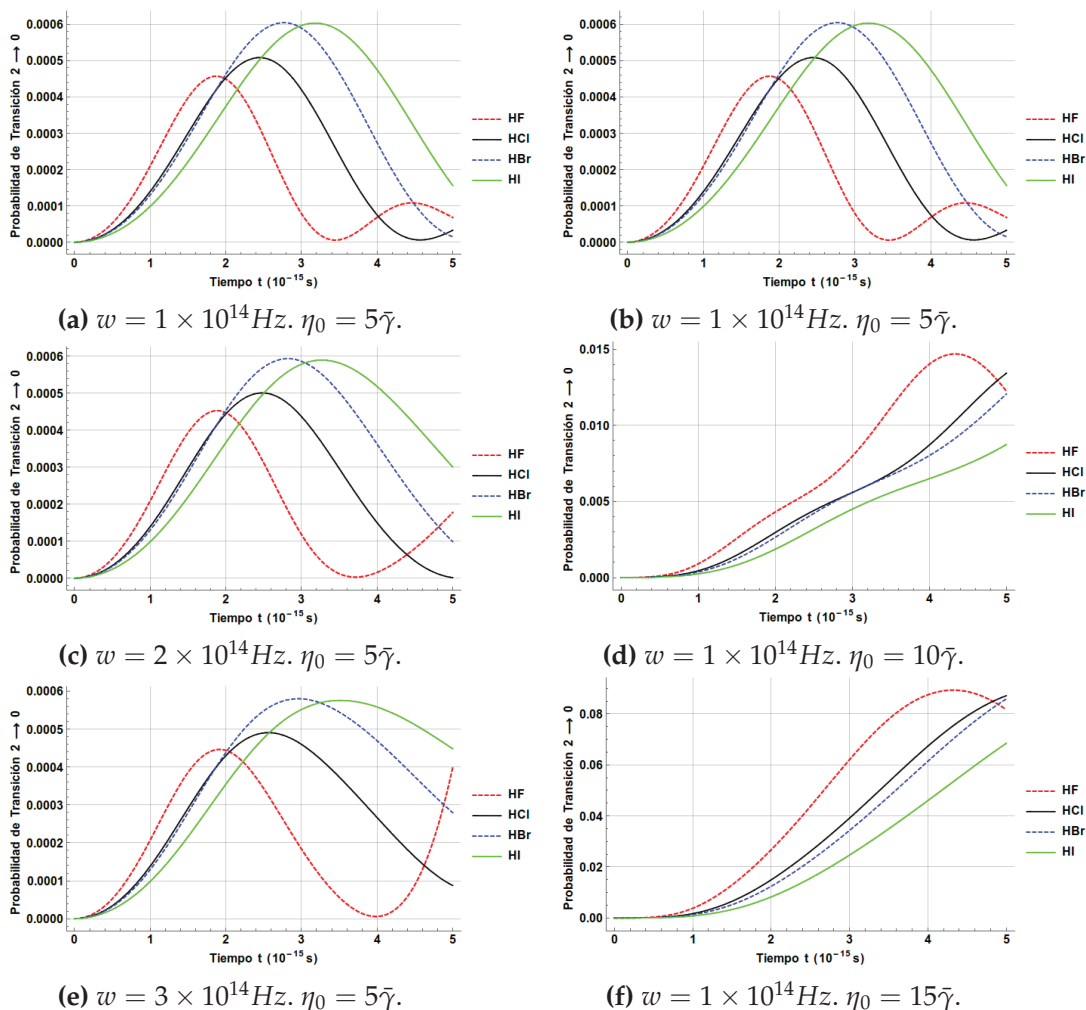 Probabilidad de Transición 2 → 0
0.0006
0.0005
0.0004
0.0003
0.0002
0.0001
0.0000
0 1 2 3 4 5
Tiempo t (10⁻¹⁵ s)
HF
HCl
HBr
HI
(a) w = 1 × 10¹⁴Hz. η₀ = 5γ̄.
Probabilidad de Transición 2 → 0
0.0006
0.0005
0.0004
0.0003
0.0002
0.0001
0.0000
0 1 2 3 4 5
Tiempo t (10⁻¹⁵ s)
HF
HCl
HBr
HI
(b) w = 1 × 10¹⁴Hz. η₀ = 5γ̄.
Probabilidad de Transición 2 → 0
0.0006
0.0005
0.0004
0.0003
0.0002
0.0001
0.0000
0 1 2 3 4 5
Tiempo t (10⁻¹⁵ s)
HF
HCl
HBr
HI
(c) w = 2 × 10¹⁴Hz. η₀ = 5γ̄.
Probabilidad de Transición 2 → 0
0.015
0.010
0.005
0.000
0 1 2 3 4 5
Tiempo t (10⁻¹⁵ s)
HF
HCl
HBr
HI
(d) w = 1 × 10¹⁴Hz. η₀ = 10γ̄.
Probabilidad de Transición 2 → 0
0.0006
0.0005
0.0004
0.0003
0.0002
0.0001
0.0000
0 1 2 3 4 5
Tiempo t (10⁻¹⁵ s)
HF
HCl
HBr
HI
(e) w = 3 × 10¹⁴Hz. η₀ = 5γ̄.
Probabilidad de Transición 2 → 0
0.08
0.06
0.04
0.02
0.00
0 1 2 3 4 5
Tiempo t (10⁻¹⁵ s)
HF
HCl
HBr
HI
(f) w = 1 × 10¹⁴Hz. η₀ = 15γ̄.